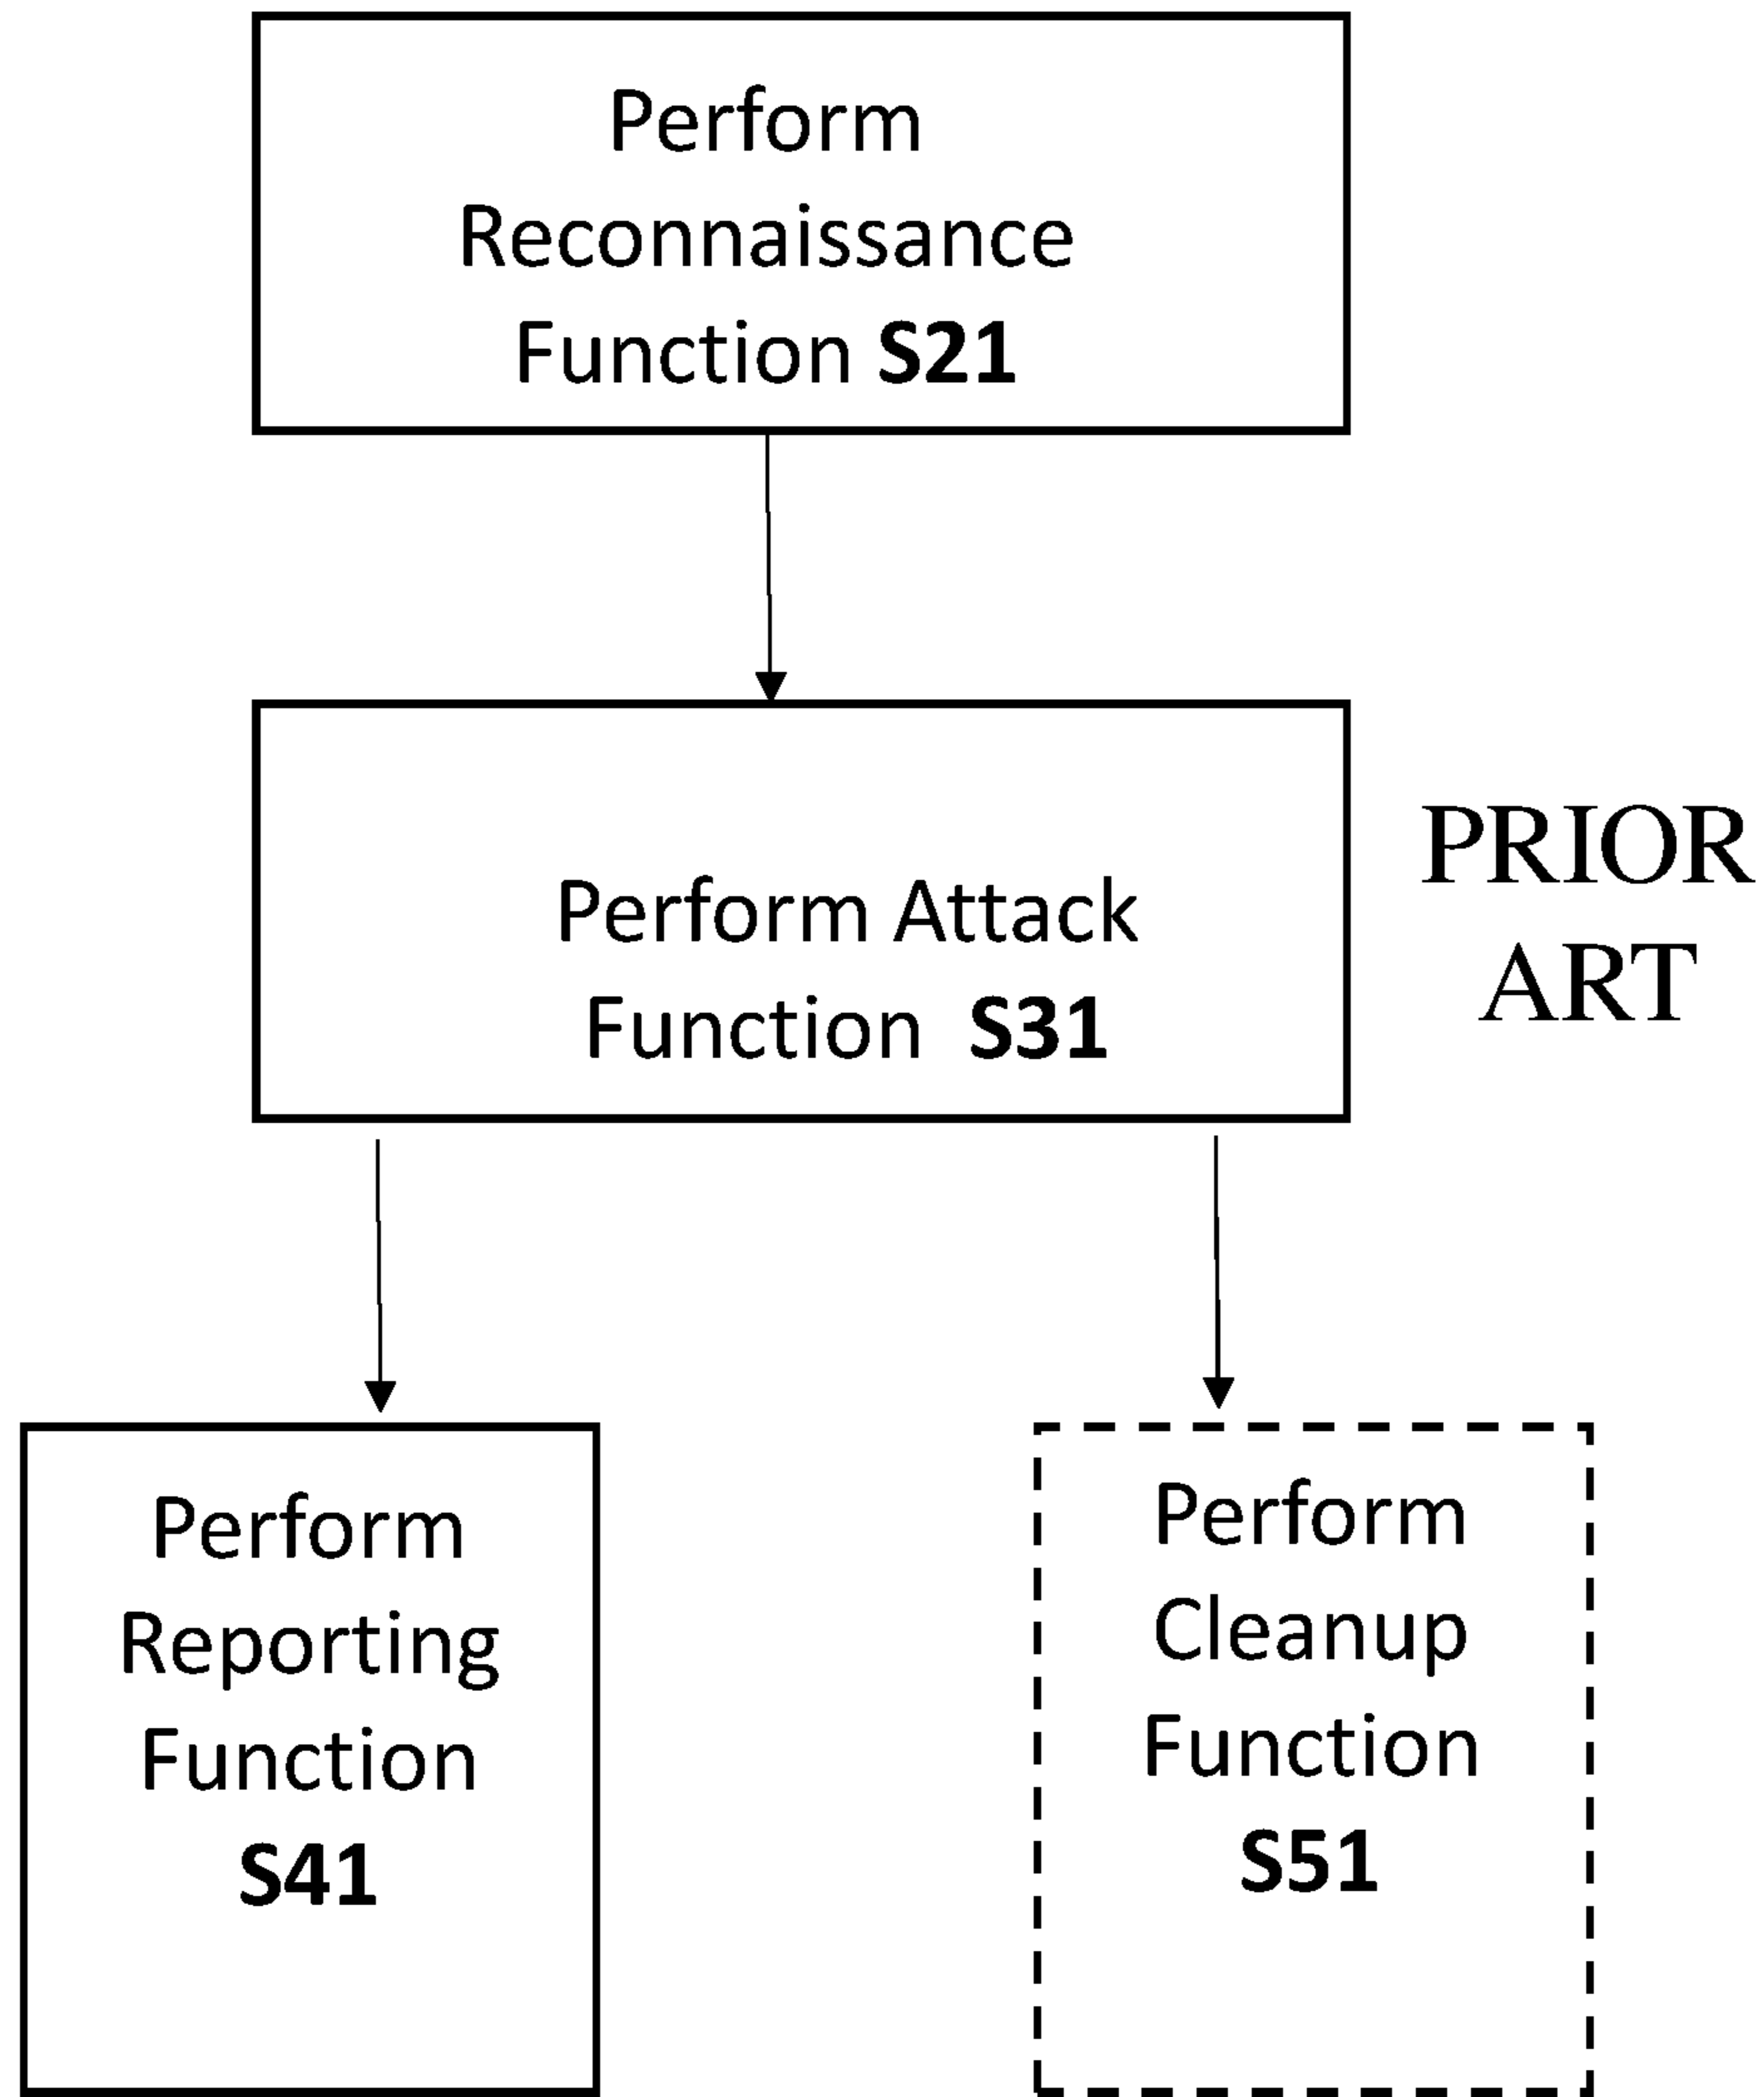 Perform
Reconnaissance
Function S21
Perform Attack
Function S31
PRIOR
ART
Perform
Reporting
Function
S41
Perform
Cleanup
Function
S51